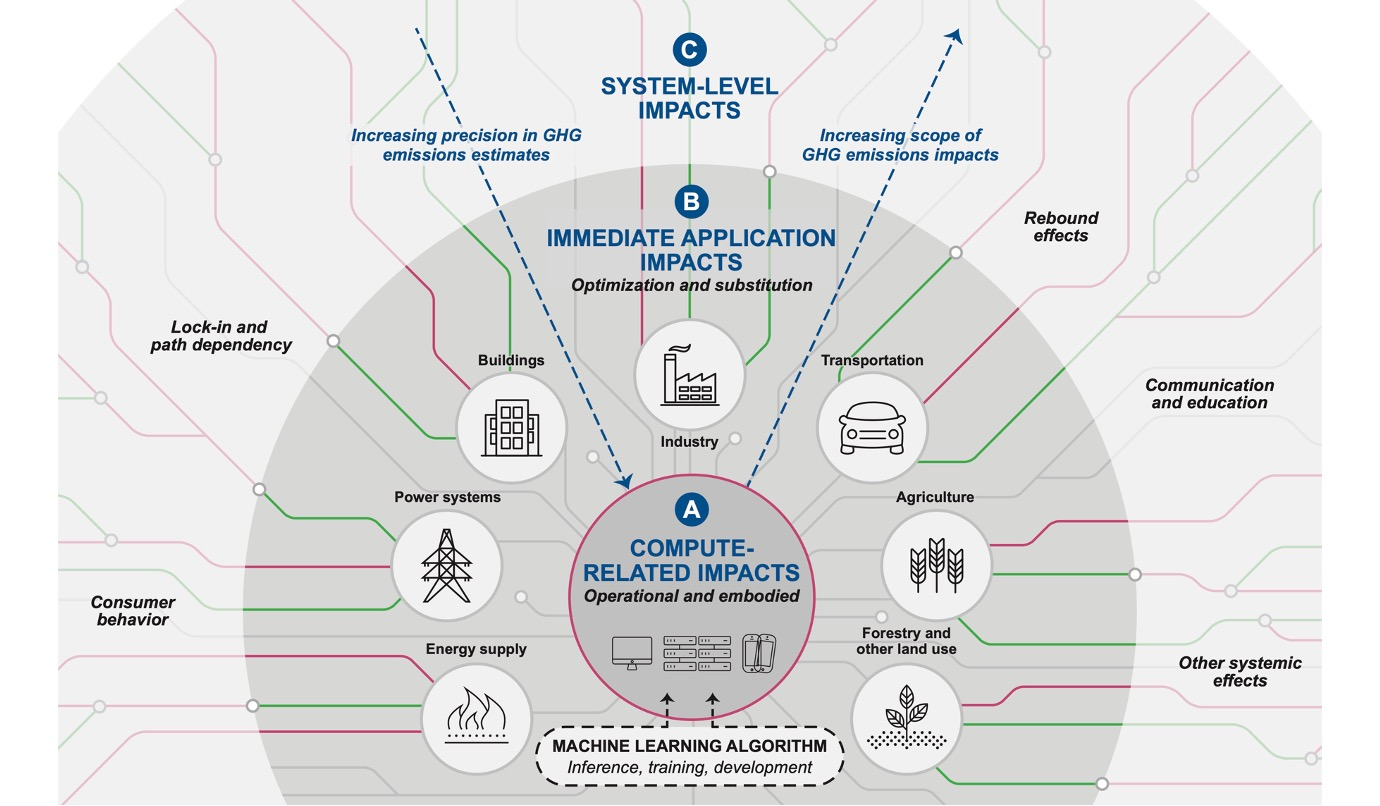 C
SYSTEM-LEVEL
IMPACTS
Increasing precision in GHG
emissions estimates
Increasing scope of
GHG emissions impacts
B
IMMEDIATE APPLICATION
IMPACTS
Optimization and substitution
Rebound
effects
Lock-in and
path dependency
Buildings
Transportation
Communication
and education
Industry
Power systems
Agriculture
A
COMPUTE-
RELATED IMPACTS
Operational and embodied
Consumer
behavior
Energy supply
Forestry and
other land use
Other systemic
effects
MACHINE LEARNING ALGORITHM
Inference, training, development